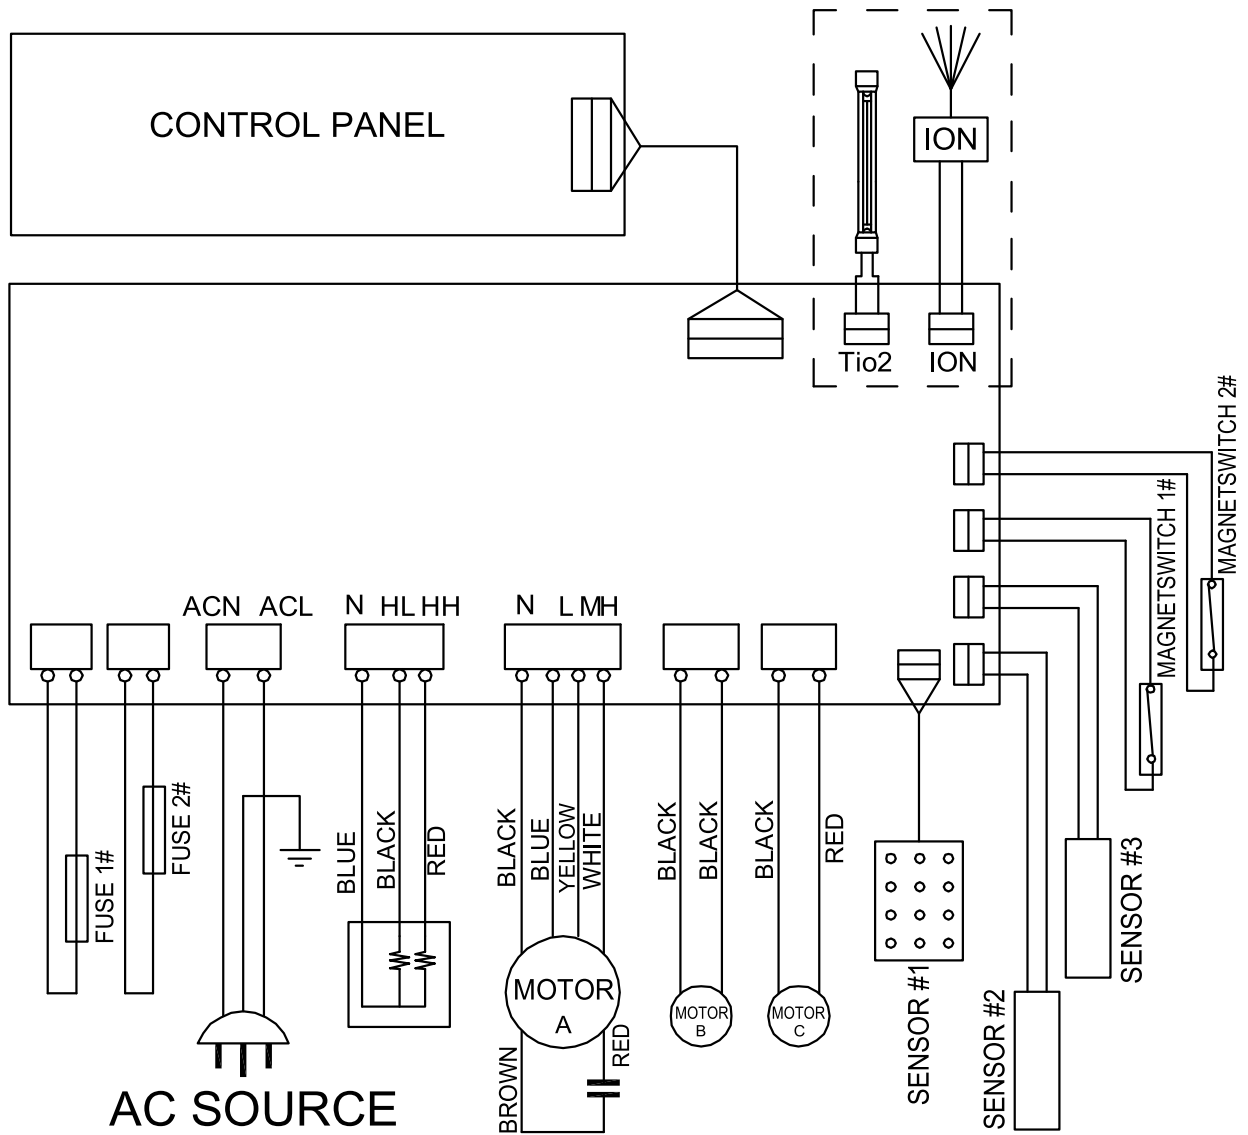 CONTROL PANEL
ION
Tio2
ION
MAGNETSWITCH 2#
MAGNETSWITCH 1#
ACN ACL
N HL HH
N L M H
FUSE 1#
FUSE 2#
BLUE
BLACK
RED
BLACK
BLUE
YELLOW
WHITE
BLACK
BLACK
BLACK
RED
MOTOR
A
MOTOR
B
MOTOR
C
BROWN
RED
SENSOR #1
SENSOR #2
SENSOR #3
AC SOURCE